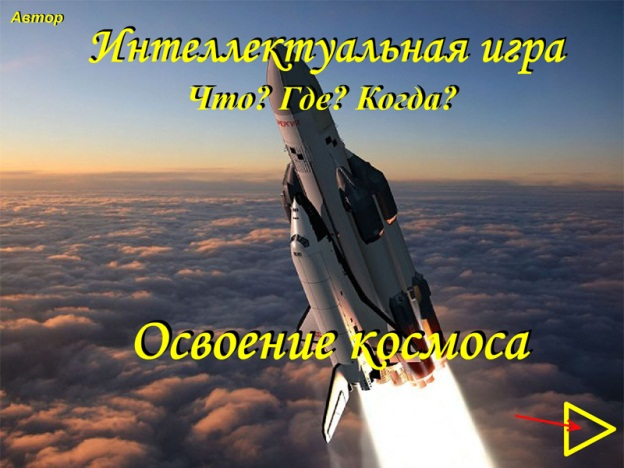 Автор
Интеллектуальная игра
Что? Где? Когда?
Освоение космоса